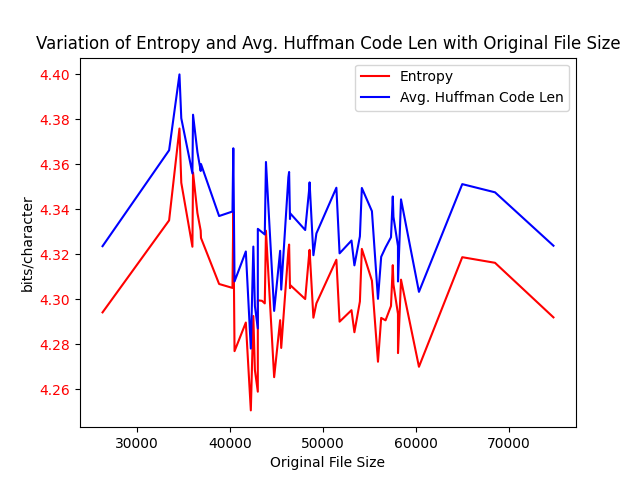 Variation of Entropy and Avg. Huffman Code Len with Original File Size
Entropy
Avg. Huffman Code Len
4.40
4.38
4.36
4.34
4.32
4.30
4.28
4.26
bits/character
30000 40000 50000 60000 70000
Original File Size